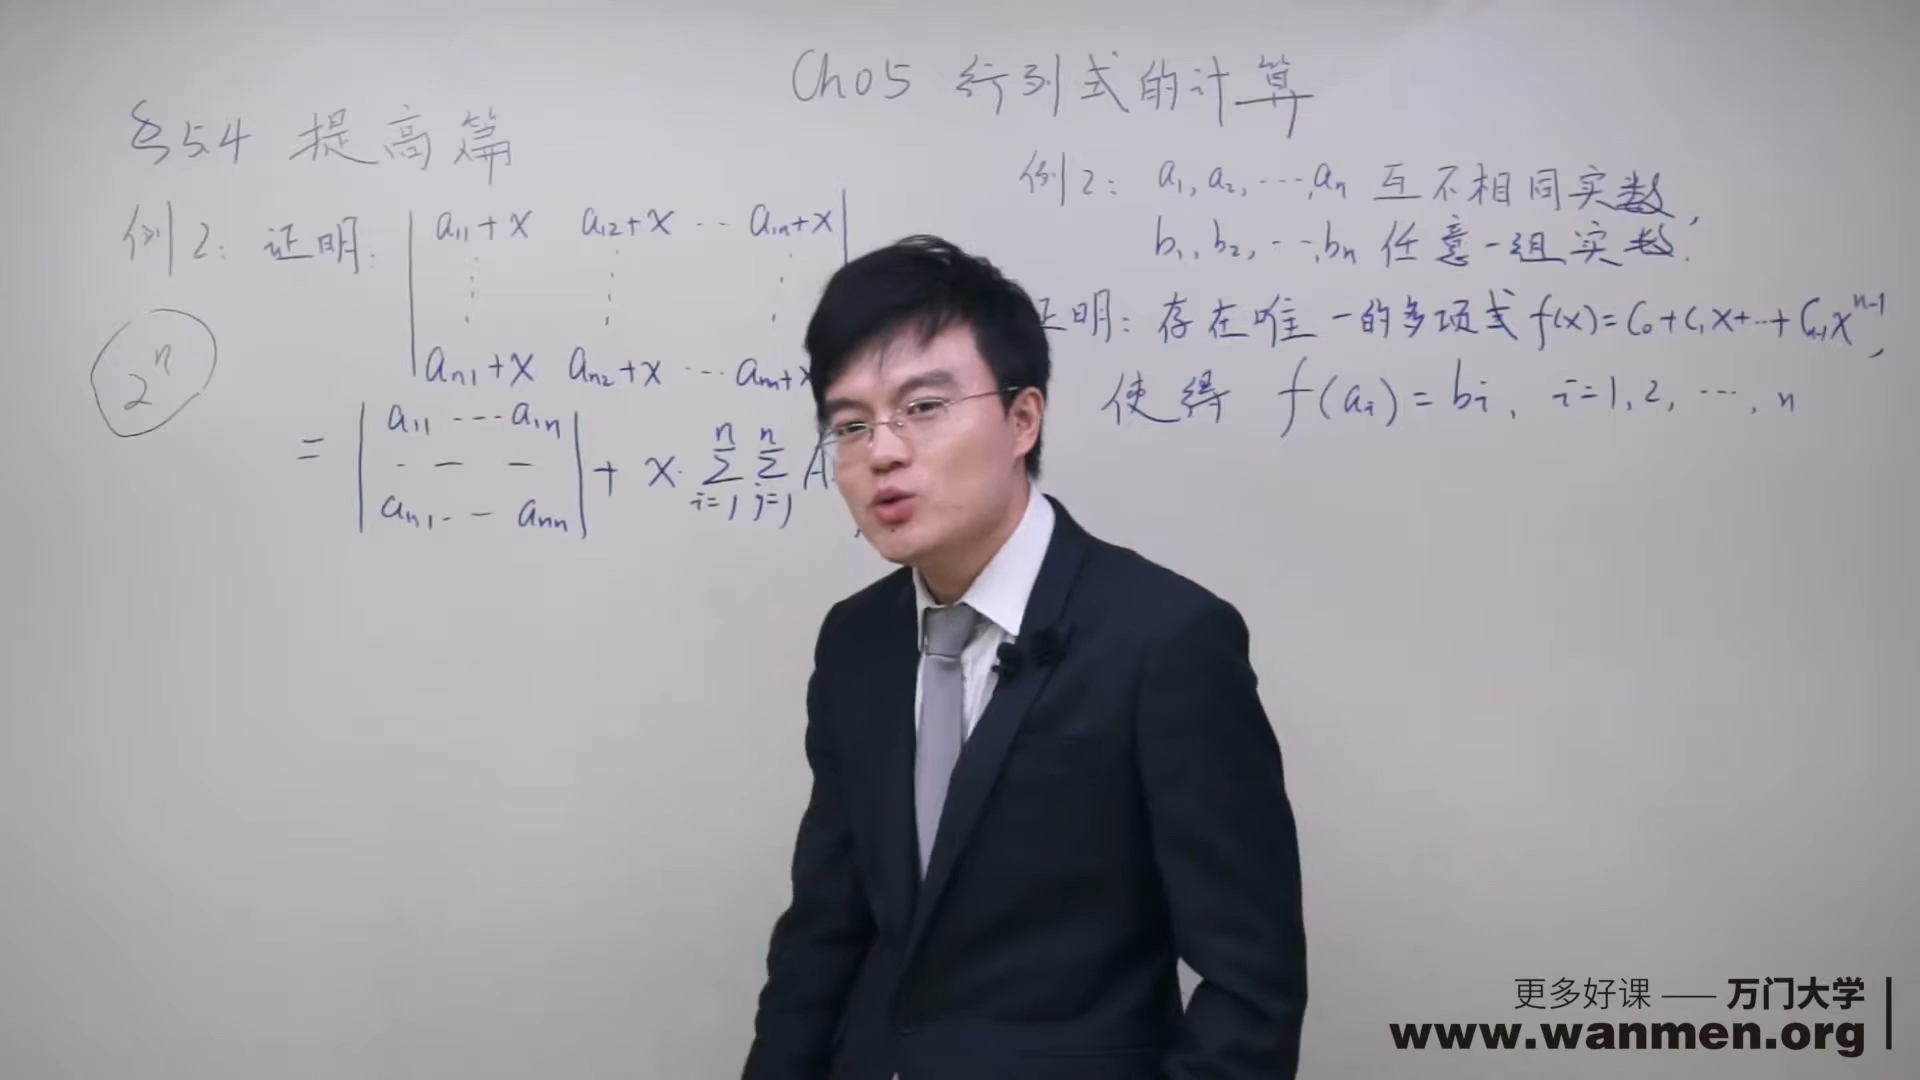 Ch05 行列式的计算
§5.4 提高篇
例2: 证明:
a₁₁+x a₁₂+x ··· a₁ₙ+x
aₙ₁+x aₙ₂+x ··· aₙₙ+x
2ⁿ
= | a₁₁ ··· a₁ₙ
aₙ₁ ·· aₙₙ | + x· Σⁿᵢ₌₁ Σⁿⱼ₌₁ A
例2: a₁, a₂, ···, aₙ 互不相同实数,
b₁, b₂, ···, bₙ 任意一组实数.
证明: 存在唯一的多项式 f(x)=C₀+C₁x+···+Cₙ₋₁xⁿ⁻¹,
使得 f(aᵢ)=bᵢ, i=1,2,···,n
更多好课 —— 万门大学
www.wanmen.org